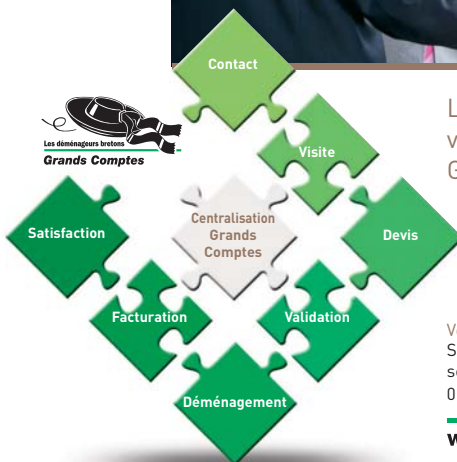 Contact
Les déménageurs bretons
Grands Comptes
Visite
Satisfaction
Centralisation
Grands
Comptes
Devis
Facturation
Validation
Déménagement